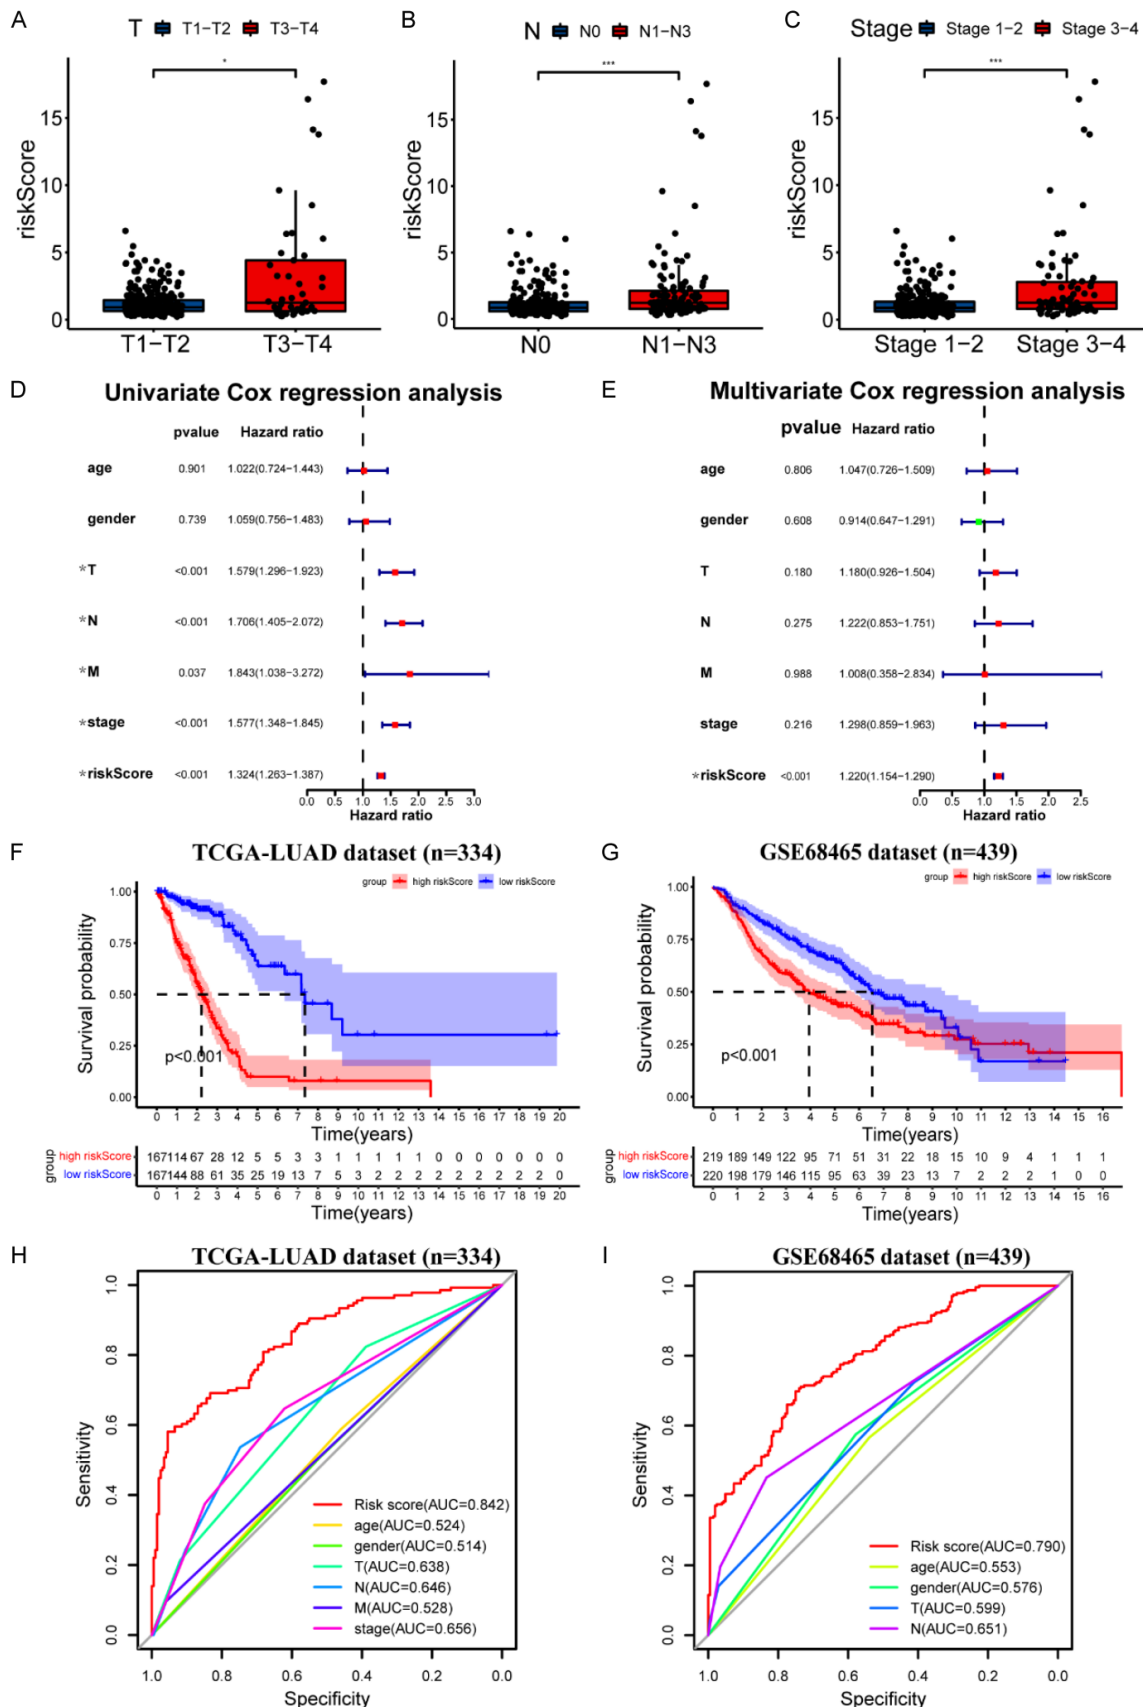 A
T T1−T2 T3−T4
*
riskScore
15
10
5
0
T1−T2 T3−T4
B
N N0 N1−N3
***
riskScore
15
10
5
0
N0 N1−N3
C
Stage Stage 1−2 Stage 3−4
***
riskScore
15
10
5
0
Stage 1−2 Stage 3−4
D
Univariate Cox regression analysis
pvalue Hazard ratio
age 0.901 1.022(0.724−1.443)
gender 0.739 1.059(0.756−1.483)
*T <0.001 1.579(1.296−1.923)
*N <0.001 1.706(1.405−2.072)
*M 0.037 1.843(1.038−3.272)
*stage <0.001 1.577(1.348−1.845)
*riskScore <0.001 1.324(1.263−1.387)
0.0 0.5 1.0 1.5 2.0 2.5 3.0
Hazard ratio
E
Multivariate Cox regression analysis
pvalue Hazard ratio
age 0.806 1.047(0.726−1.509)
gender 0.608 0.914(0.647−1.291)
T 0.180 1.180(0.926−1.504)
N 0.275 1.222(0.853−1.751)
M 0.988 1.008(0.358−2.834)
stage 0.216 1.298(0.859−1.963)
*riskScore <0.001 1.220(1.154−1.290)
0.0 0.5 1.0 1.5 2.0 2.5
Hazard ratio
F
TCGA-LUAD dataset (n=334)
group high riskScore low riskScore
Survival probability
1.00
0.75
0.50
0.25
0.00
p<0.001
0 1 2 3 4 5 6 7 8 9 10 11 12 13 14 15 16 17 18 19 20
Time(years)
group
high riskScore 167 114 67 28 12 5 5 3 3 1 1 1 1 1 0 0 0 0 0 0 0
low riskScore 167 144 88 61 35 25 19 13 7 5 3 2 2 2 2 2 2 2 2 2 0
0 1 2 3 4 5 6 7 8 9 10 11 12 13 14 15 16 17 18 19 20
Time(years)
G
GSE68465 dataset (n=439)
group high riskScore low riskScore
Survival probability
1.00
0.75
0.50
0.25
0.00
p<0.001
0 1 2 3 4 5 6 7 8 9 10 11 12 13 14 15 16
Time(years)
group
high riskScore 219 189 149 122 95 71 51 31 22 18 15 10 9 4 1 1 1
low riskScore 220 198 179 146 115 95 63 39 23 13 7 2 2 2 1 0 0
0 1 2 3 4 5 6 7 8 9 10 11 12 13 14 15 16
Time(years)
H
TCGA-LUAD dataset (n=334)
Sensitivity
1.0
0.8
0.6
0.4
0.2
0.0
Risk score(AUC=0.842)
age(AUC=0.524)
gender(AUC=0.514)
T(AUC=0.638)
N(AUC=0.646)
M(AUC=0.528)
stage(AUC=0.656)
1.0 0.8 0.6 0.4 0.2 0.0
Specificity
I
GSE68465 dataset (n=439)
Sensitivity
1.0
0.8
0.6
0.4
0.2
0.0
Risk score(AUC=0.790)
age(AUC=0.553)
gender(AUC=0.576)
T(AUC=0.599)
N(AUC=0.651)
1.0 0.8 0.6 0.4 0.2 0.0
Specificity